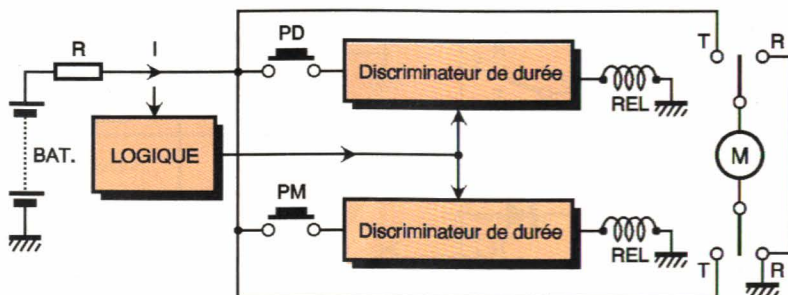 R
I
PD
Discriminateur de durée
REL
T
R
BAT.
LOGIQUE
M
PM
Discriminateur de durée
REL
T
R